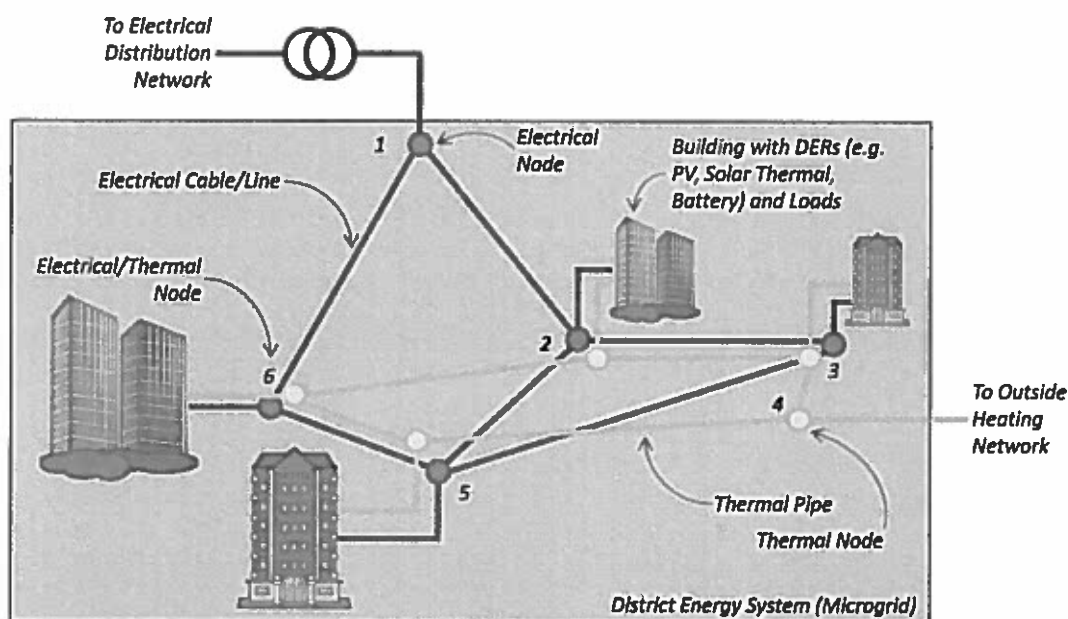 To Electrical
Distribution
Network
1
Electrical
Node
Building with DERs (e.g.
PV, Solar Thermal,
Battery) and Loads
Electrical Cable/Line
Electrical/Thermal
Node
2
3
6
4
To Outside
Heating
Network
5
Thermal Pipe
Thermal Node
District Energy System (Microgrid)